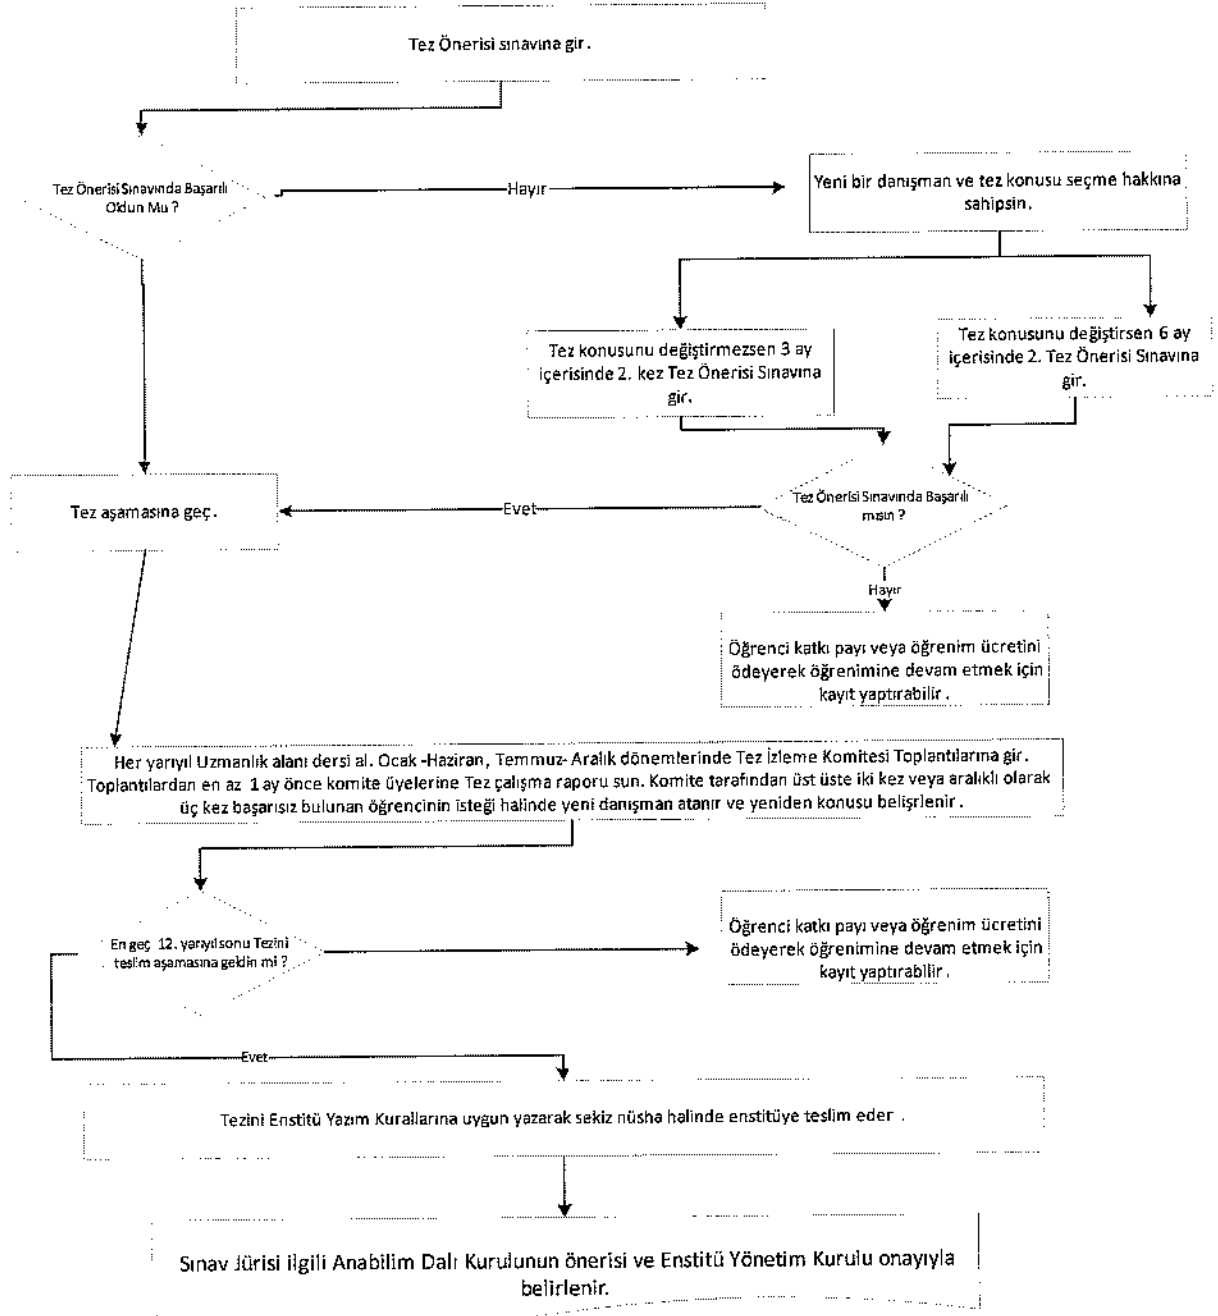 Tez Önerisi sınavına gir.
Tez Önerisi Sınavında Başarılı
Oldun Mu ?
Hayır
Yeni bir danışman ve tez konusu seçme hakkına
sahipsin.
Tez konusunu değiştirmezsen 3 ay
içerisinde 2. kez Tez Önerisi Sınavına
gir.
Tez konusunu değiştirsen 6 ay
içerisinde 2. Tez Önerisi Sınavına
gir.
Tez aşamasına geç.
Evet
Tez Önerisi Sınavında Başarılı
mısın ?
Hayır
Öğrenci katkı payı veya öğrenim ücretini
ödeyerek öğrenimine devam etmek için
kayıt yaptırabilir.
Her yarıyıl Uzmanlık alanı dersi al. Ocak -Haziran, Temmuz- Aralık dönemlerinde Tez İzleme Komitesi Toplantılarına gir.
Toplantılardan en az 1 ay önce komite üyelerine Tez çalışma raporu sun. Komite tarafından üst üste iki kez veya aralıklı olarak
üç kez başarısız bulunan öğrencinin isteği halinde yeni danışman atanır ve yeniden konusu belişrlenir.
En geç 12. yarıyıl sonu Tezini
teslim aşamasına geldin mi ?
Öğrenci katkı payı veya öğrenim ücretini
ödeyerek öğrenimine devam etmek için
kayıt yaptırabilir.
Evet
Tezini Enstitü Yazım Kurallarına uygun yazarak sekiz nüsha halinde enstitüye teslim eder.
Sınav Jürisi ilgili Anabilim Dalı Kurulunun önerisi ve Enstitü Yönetim Kurulu onayıyla
belirlenir.